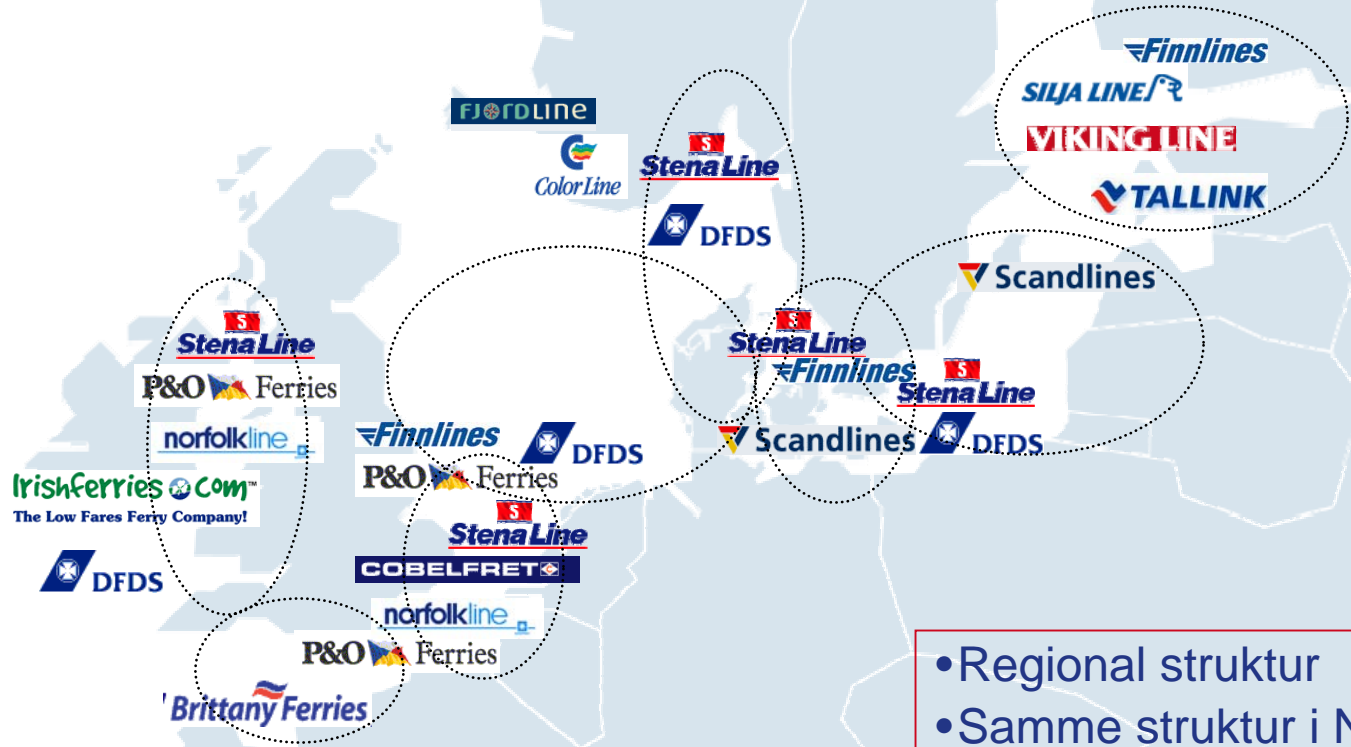 Finnlines
SILJA LINE
VIKING LINE
TALLINK
FJORDLINE
Color Line
S
Stena Line
DFDS
Scandlines
S
Stena Line
P&O Ferries
norfolkline
Irishferries.com™
The Low Fares Ferry Company!
DFDS
S
Stena Line
Finnlines
S
Stena Line
Scandlines
DFDS
Finnlines
DFDS
P&O Ferries
S
Stena Line
COBELFRET
norfolkline
P&O Ferries
Brittany Ferries
•Regional struktur
•Samme struktur i N